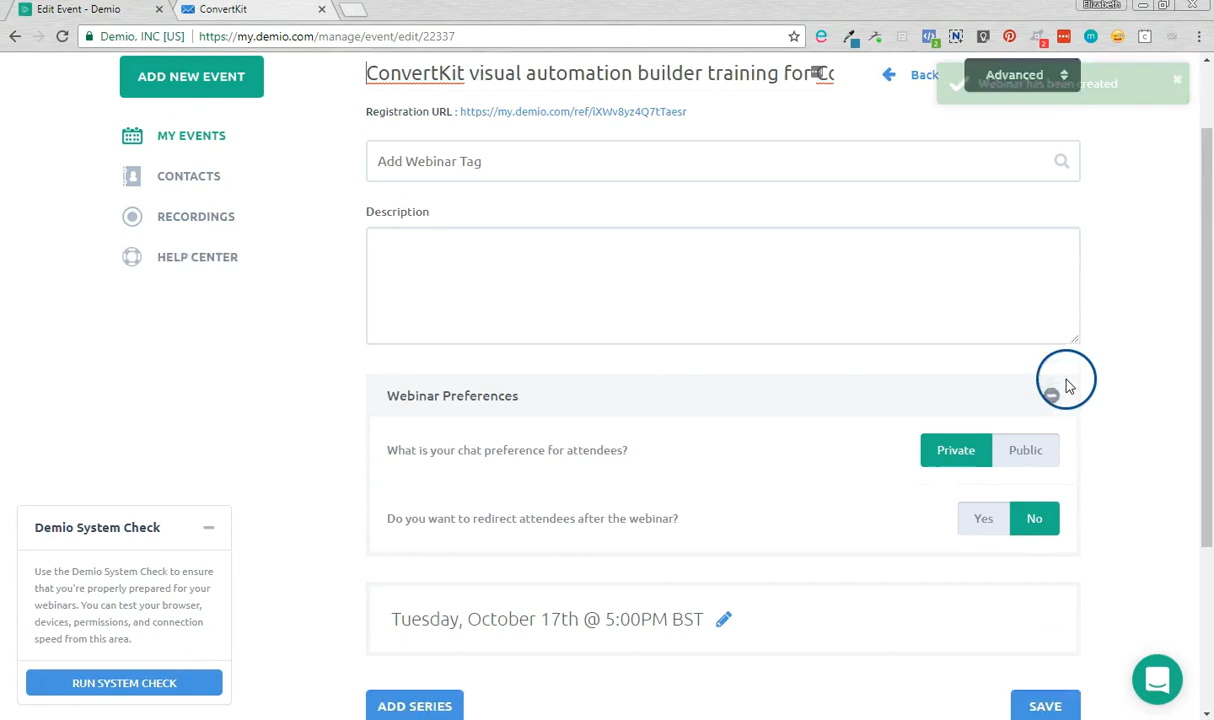 Edit Event - Demio
ConvertKit
Elizabeth
Demio, INC [US]
https://my.demio.com/manage/event/edit/22337
ADD NEW EVENT
ConvertKit visual automation builder training for Co
Back
Advanced
Webinar has been created
Registration URL : https://my.demio.com/ref/iXWv8yz4Q7tTaesr
MY EVENTS
Add Webinar Tag
CONTACTS
Description
RECORDINGS
HELP CENTER
Webinar Preferences
What is your chat preference for attendees?
Private
Public
Do you want to redirect attendees after the webinar?
Yes
No
Demio System Check
Use the Demio System Check to ensure
that you're properly prepared for your
webinars. You can test your browser,
devices, permissions, and connection
speed from this area.
RUN SYSTEM CHECK
Tuesday, October 17th @ 5:00PM BST
ADD SERIES
SAVE